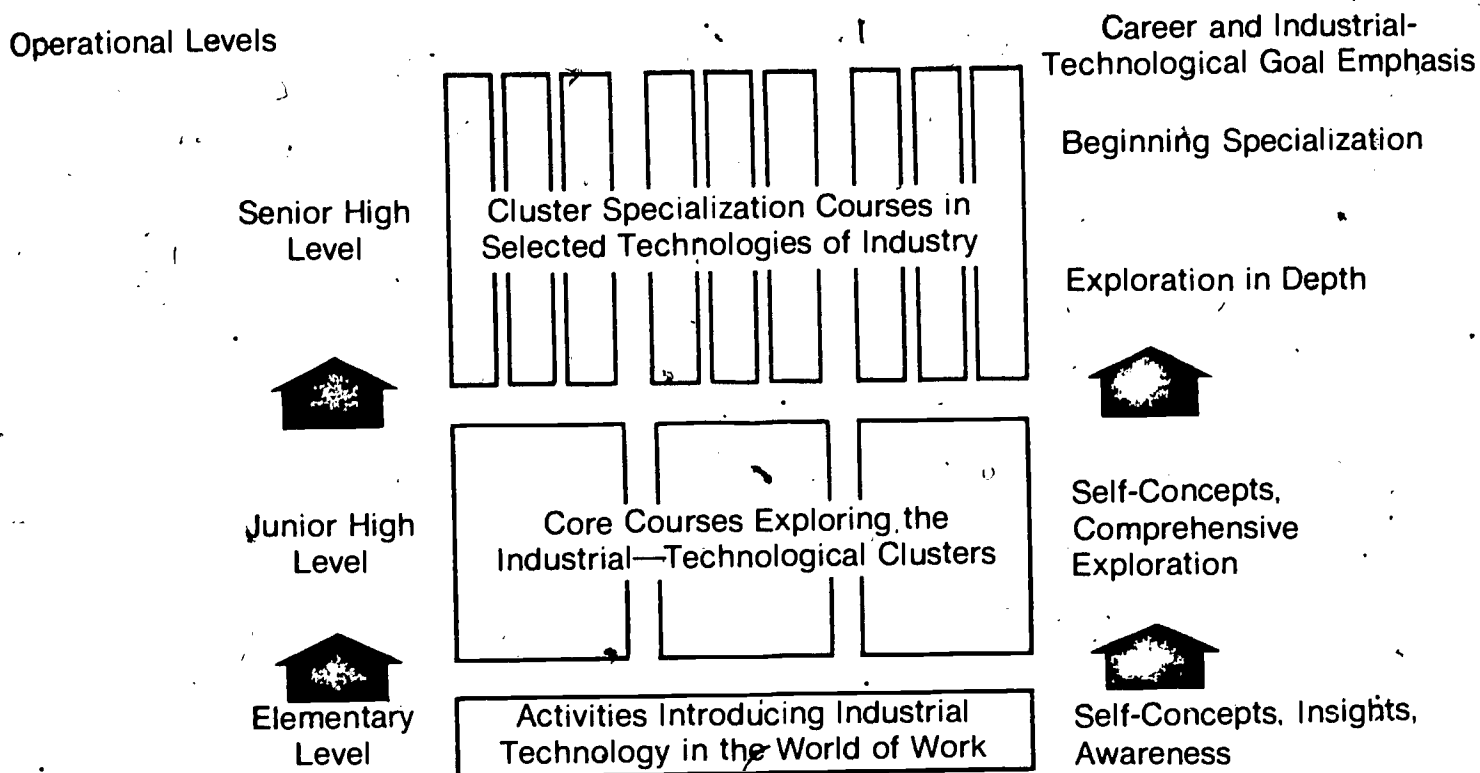 Operational Levels
Career and Industrial-
Technological Goal Emphasis
Beginning Specialization
Senior High
Level
Cluster Specialization Courses in
Selected Technologies of Industry
Exploration in Depth
Junior High
Level
Core Courses Exploring the
Industrial—Technological Clusters
Self-Concepts,
Comprehensive
Exploration
Elementary
Level
Activities Introducing Industrial
Technology in the World of Work
Self-Concepts, Insights,
Awareness